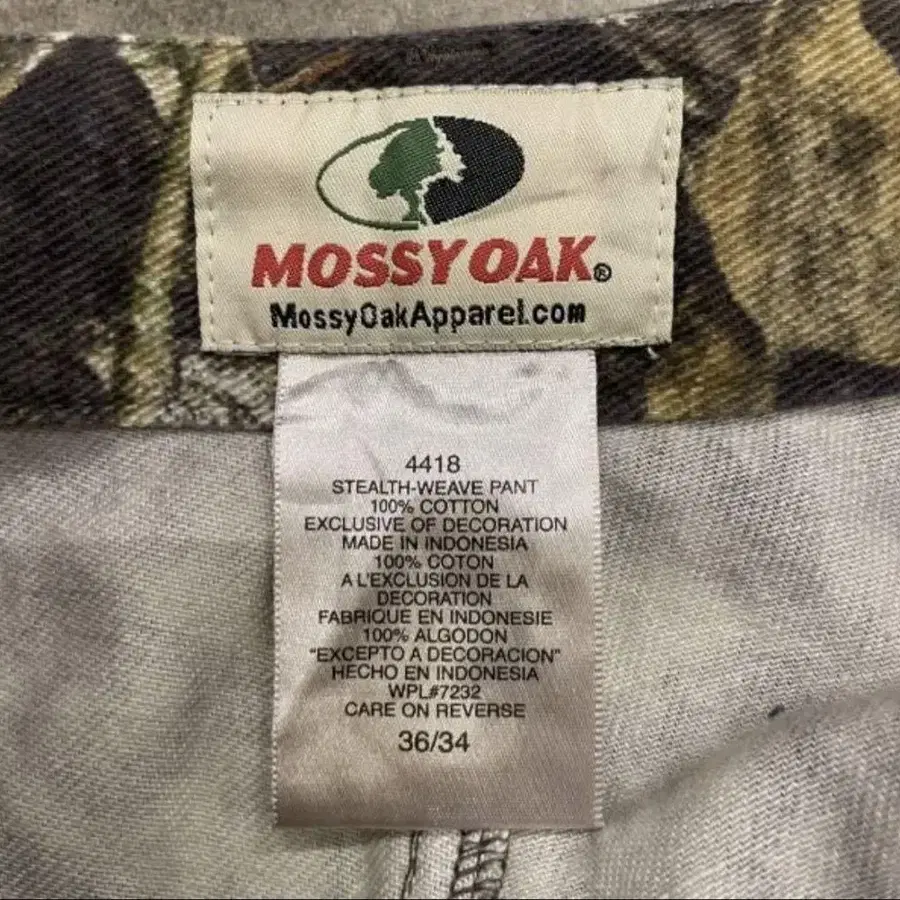 MOSSY OAK®
MossyOakApparel.com
4418
STEALTH-WEAVE PANT
100% COTTON
EXCLUSIVE OF DECORATION
MADE IN INDONESIA
100% COTON
A L'EXCLUSION DE LA
DECORATION
FABRIQUE EN INDONESIE
100% ALGODON
"EXCEPTO A DECORACION"
HECHO EN INDONESIA
WPL#7232
CARE ON REVERSE
36/34